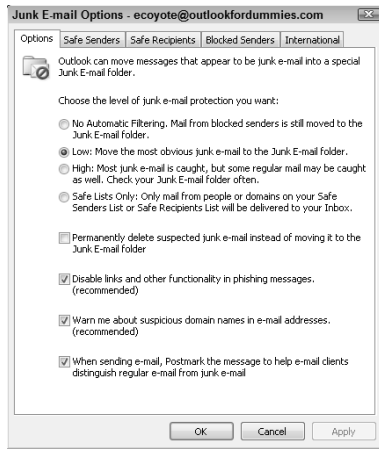 Junk E-mail Options - ecoyote@outlookfordummies.com
Options Safe Senders Safe Recipients Blocked Senders International
Outlook can move messages that appear to be junk e-mail into a special
Junk E-mail folder.
Choose the level of junk e-mail protection you want:
No Automatic Filtering. Mail from blocked senders is still moved to the
Junk E-mail folder.
Low: Move the most obvious junk e-mail to the Junk E-mail folder.
High: Most junk e-mail is caught, but some regular mail may be caught
as well. Check your Junk E-mail folder often.
Safe Lists Only: Only mail from people or domains on your Safe
Senders List or Safe Recipients List will be delivered to your Inbox.
Permanently delete suspected junk e-mail instead of moving it to the
Junk E-mail folder
Disable links and other functionality in phishing messages.
(recommended)
Warn me about suspicious domain names in e-mail addresses.
(recommended)
When sending e-mail, Postmark the message to help e-mail clients
distinguish regular e-mail from junk e-mail
OK Cancel Apply